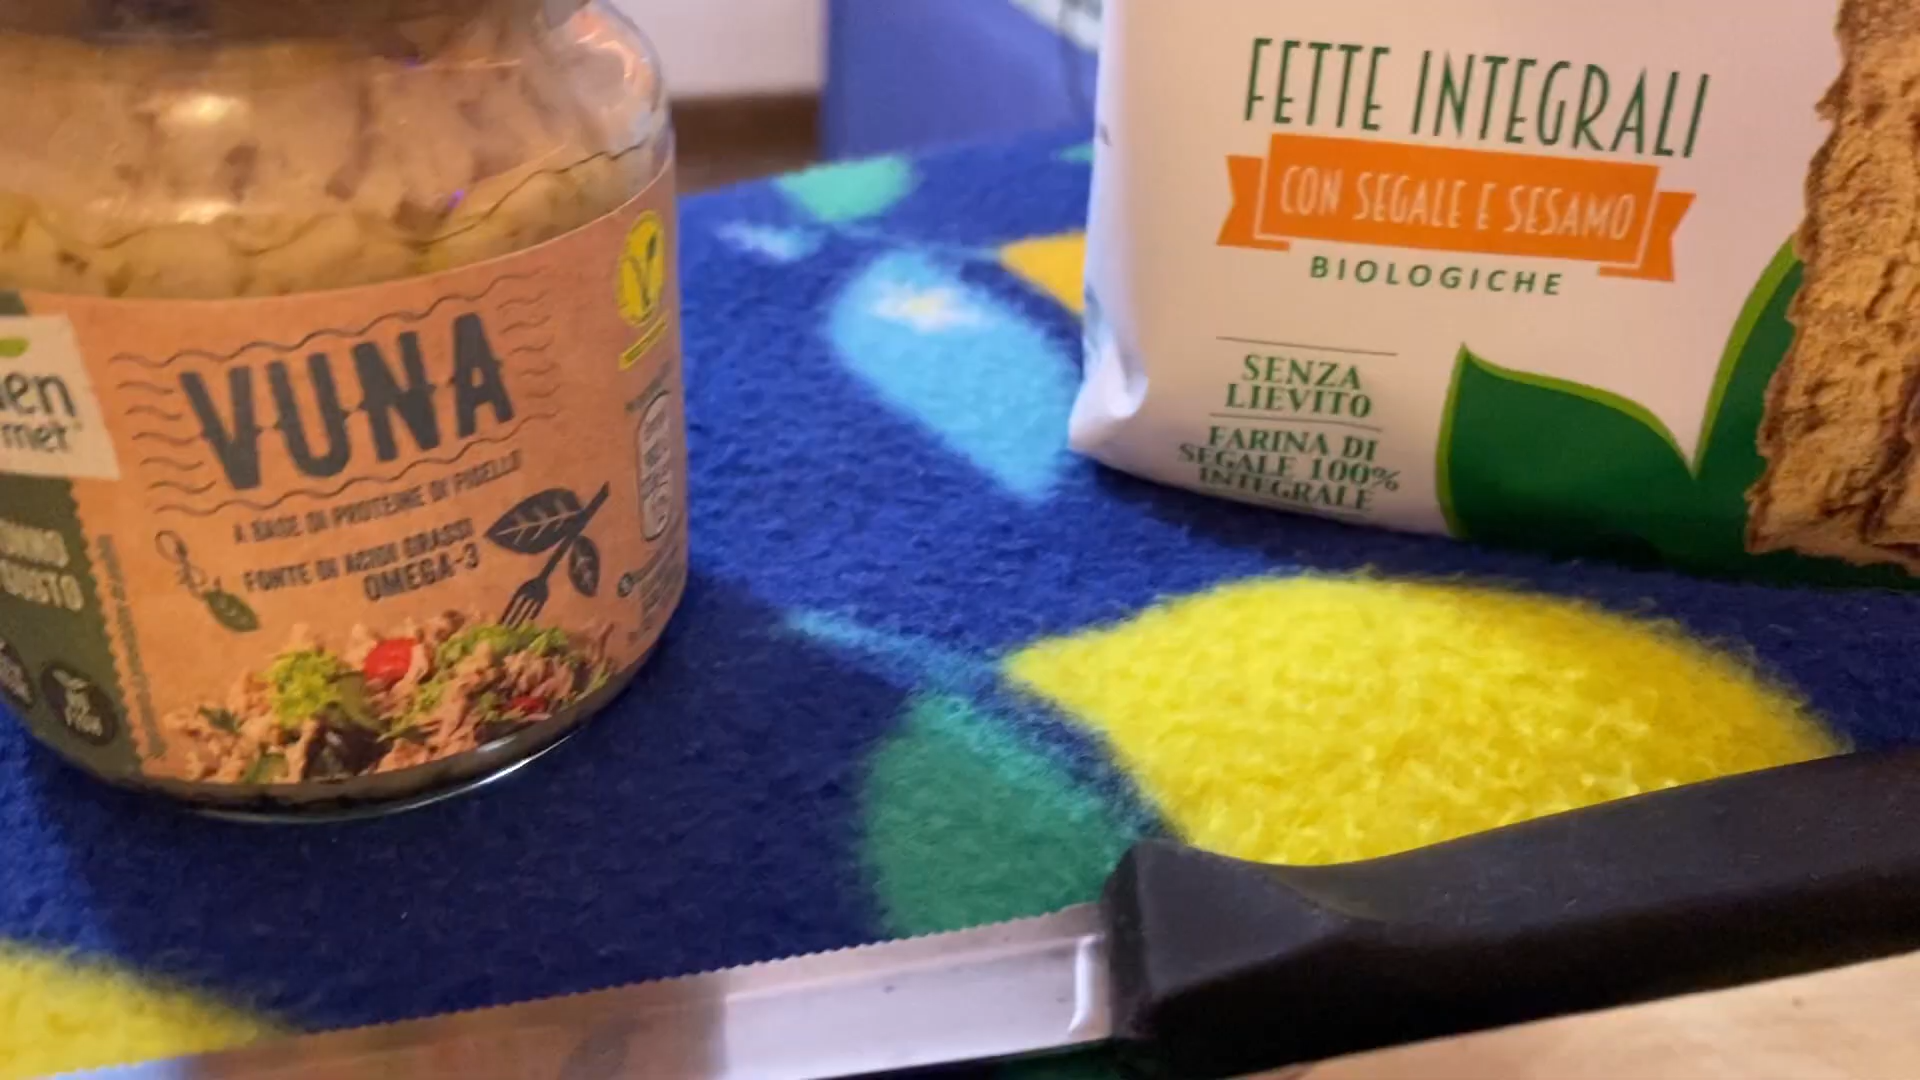 VUNA
A BASE DI PROTEINE DI PISELLO
FONTE DI ACIDI GRASSI
OMEGA-3
FETTE INTEGRALI
CON SEGALE E SESAMO
BIOLOGICHE
SENZA
LIEVITO
FARINA DI
SEGALE 100%
INTEGRALE